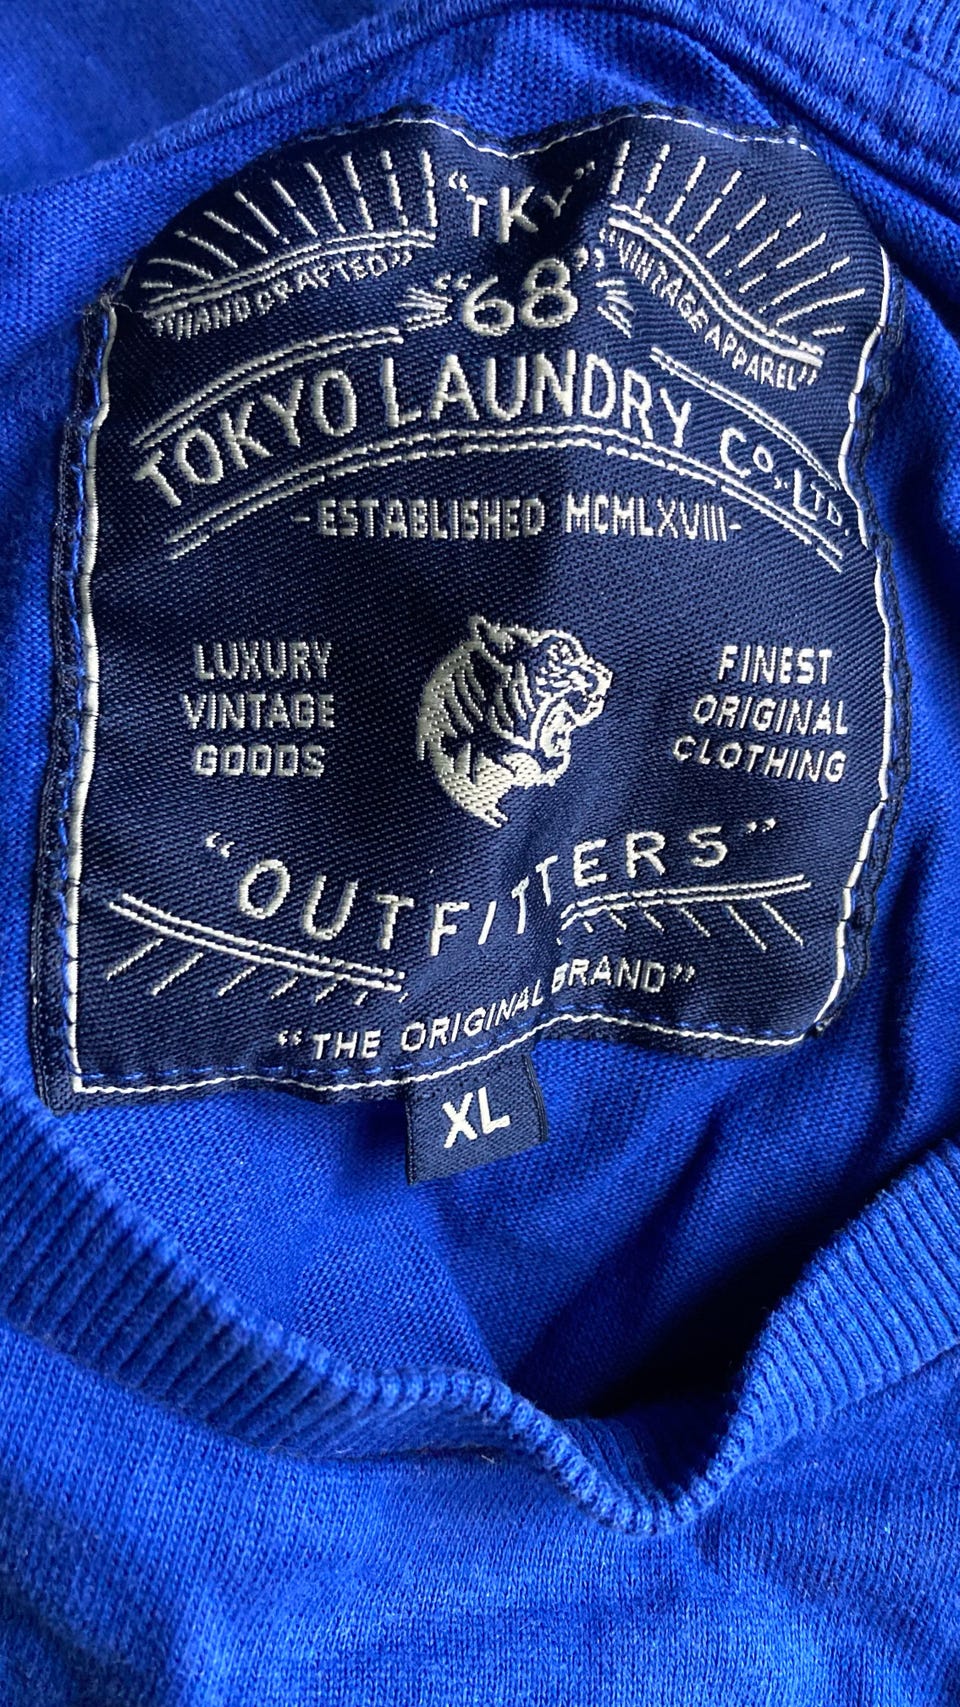 "TKY"
"HANDCRAFTED" "68" "VINTAGE APPAREL"
TOKYO LAUNDRY CO., LTD.
-ESTABLISHED MCMLXVIII-
LUXURY
VINTAGE
GOODS
FINEST
ORIGINAL
CLOTHING
"OUTFITTERS"
"THE ORIGINAL BRAND"
XL